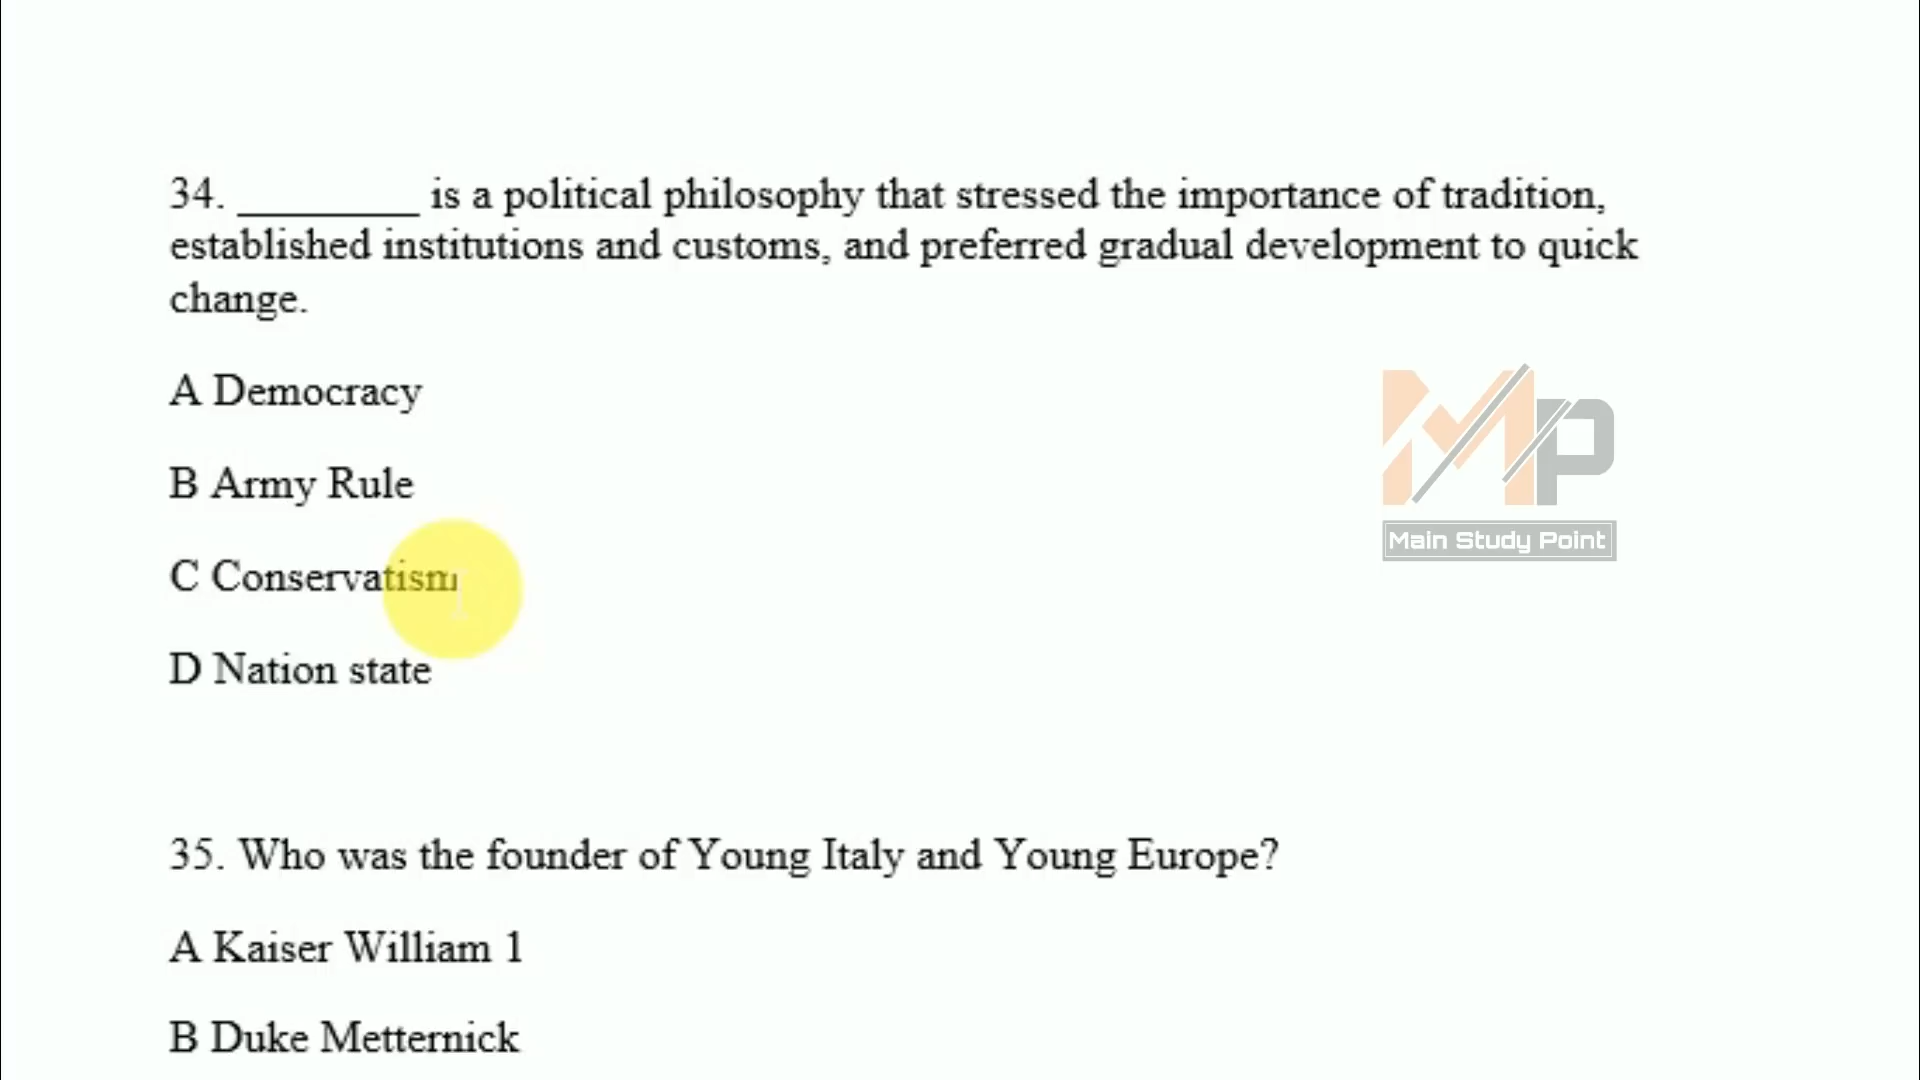 34. ________ is a political philosophy that stressed the importance of tradition,
established institutions and customs, and preferred gradual development to quick
change.
A Democracy
B Army Rule
C Conservatism
D Nation state
MP
Main Study Point
35. Who was the founder of Young Italy and Young Europe?
A Kaiser William 1
B Duke Metternick